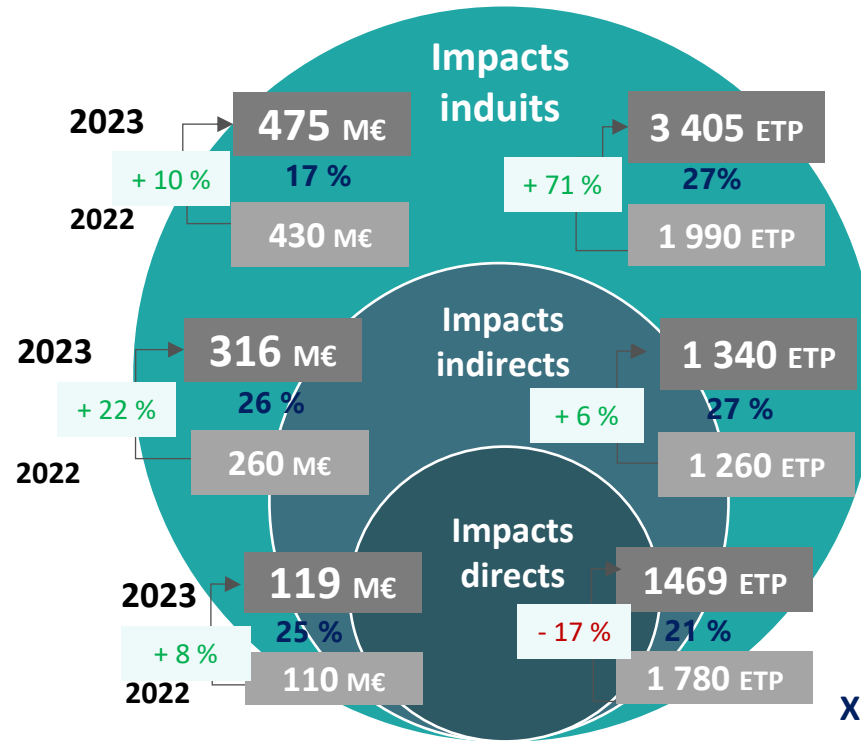 Impacts
induits
2023
475 M€
3 405 ETP
+ 10 %
17 %
+ 71 %
27%
2022
430 M€
1 990 ETP
Impacts
indirects
2023
316 M€
1 340 ETP
+ 22 %
26 %
+ 6 %
27 %
2022
260 M€
1 260 ETP
Impacts
directs
2023
119 M€
1469 ETP
+ 8 %
25 %
- 17 %
21 %
2022
110 M€
1 780 ETP
X